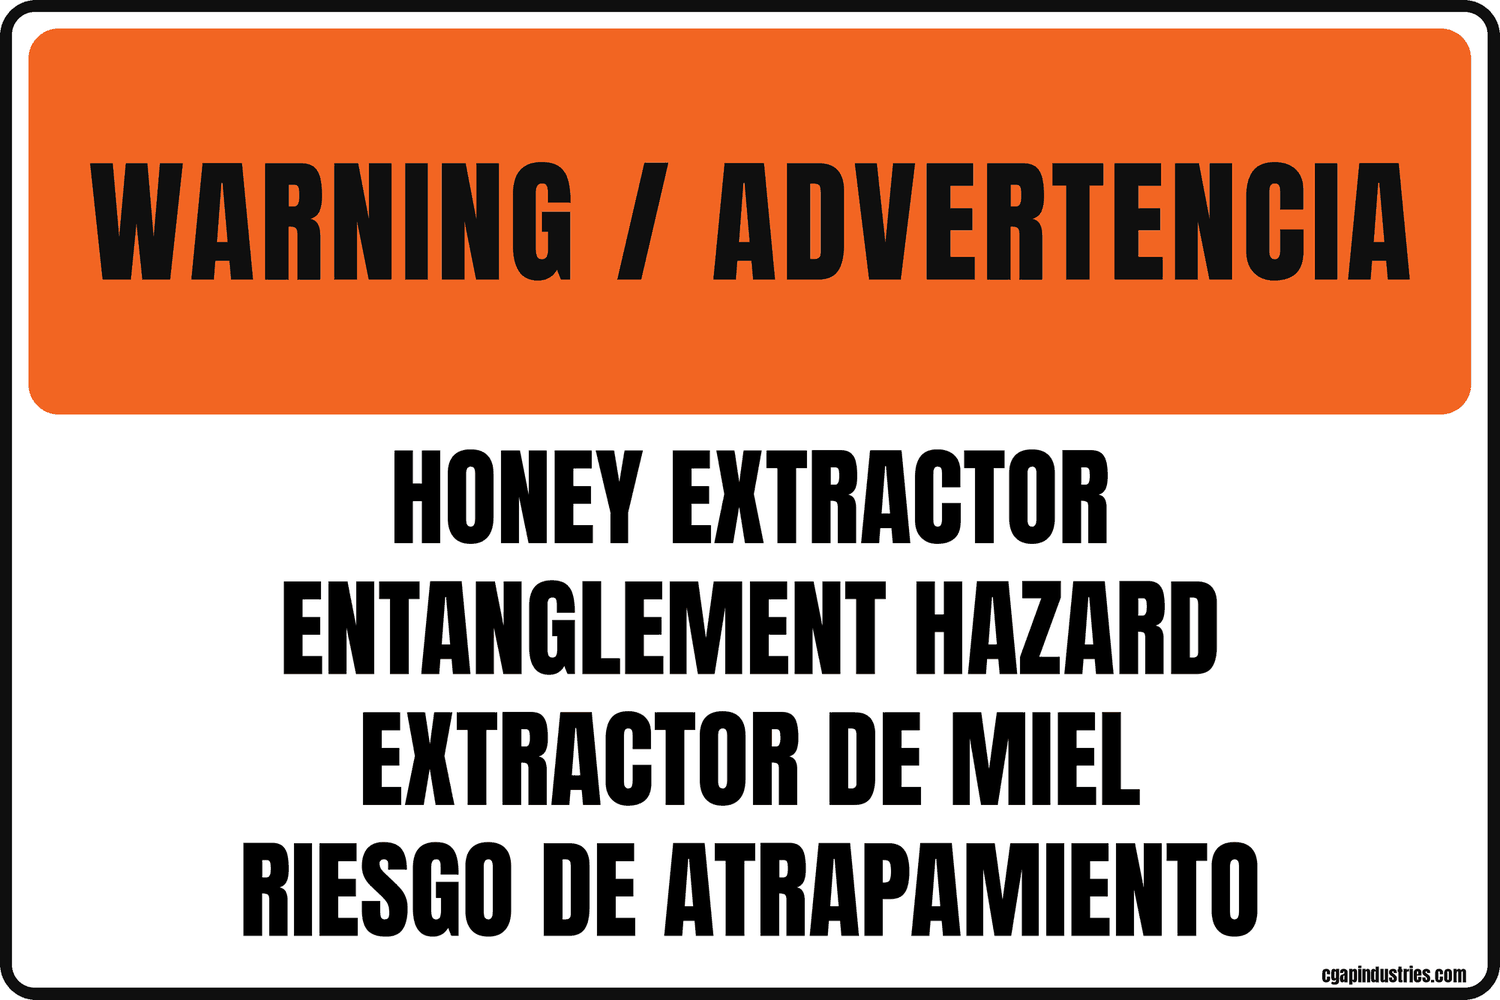 WARNING / ADVERTENCIA
HONEY EXTRACTOR
ENTANGLEMENT HAZARD
EXTRACTOR DE MIEL
RIESGO DE ATRAPAMIENTO
cgapindustries.com